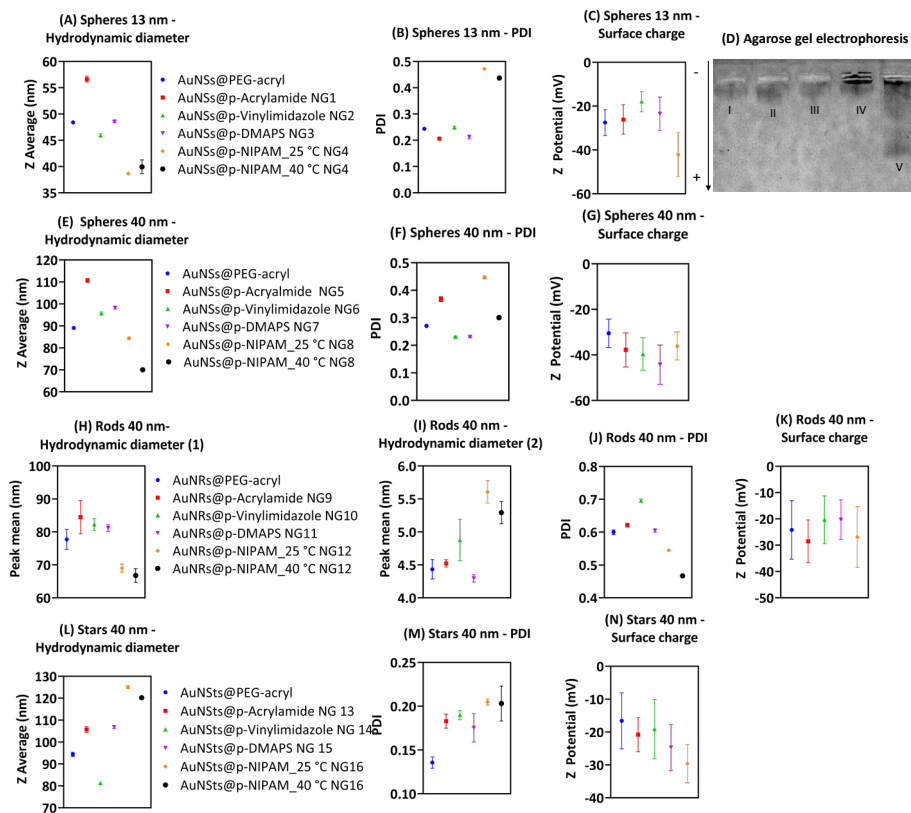 (A) Spheres 13 nm -
Hydrodynamic diameter
Z Average (nm)
60
55
50
45
40
35
AuNSs@PEG-acryl
AuNSs@p-Acrylamide NG1
AuNSs@p-Vinylimidazole NG2
AuNSs@p-DMAPS NG3
AuNSs@p-NIPAM_25 °C NG4
AuNSs@p-NIPAM_40 °C NG4
(B) Spheres 13 nm - PDI
PDI
0.5
0.4
0.3
0.2
0.1
0.0
(C) Spheres 13 nm -
Surface charge
Z Potential (mV)
0
-20
-40
-60
(D) Agarose gel electrophoresis
-
+
I
II
III
IV
V
(E) Spheres 40 nm -
Hydrodynamic diameter
Z Average (nm)
120
110
100
90
80
70
60
AuNSs@PEG-acryl
AuNSs@p-Acryalmide NG5
AuNSs@p-Vinylimidazole NG6
AuNSs@p-DMAPS NG7
AuNSs@p-NIPAM_25 °C NG8
AuNSs@p-NIPAM_40 °C NG8
(F) Spheres 40 nm - PDI
PDI
0.5
0.4
0.3
0.2
0.1
0.0
(G) Spheres 40 nm -
Surface charge
Z Potential (mV)
0
-20
-40
-60
(H) Rods 40 nm-
Hydrodynamic diameter (1)
Peak mean (nm)
100
90
80
70
60
AuNRs@PEG-acryl
AuNRs@p-Acrylamide NG9
AuNRs@p-Vinylimidazole NG10
AuNRs@p-DMAPS NG11
AuNRs@p-NIPAM_25 °C NG12
AuNRs@p-NIPAM_40 °C NG12
(I) Rods 40 nm -
Hydrodynamic diameter (2)
Peak mean (nm)
6.0
5.5
5.0
4.5
4.0
(J) Rods 40 nm - PDI
PDI
0.8
0.7
0.6
0.5
0.4
(K) Rods 40 nm -
Surface charge
Z Potential (mV)
0
-10
-20
-30
-40
-50
(L) Stars 40 nm -
Hydrodynamic diameter
Z Average (nm)
130
120
110
100
90
80
70
AuNSts@PEG-acryl
AuNSts@p-Acrylamide NG 13
AuNSts@p-Vinylimidazole NG 14
AuNSts@p-DMAPS NG 15
AuNSts@p-NIPAM_25 °C NG16
AuNSts@p-NIPAM_40 °C NG16
(M) Stars 40 nm - PDI
PDI
0.25
0.20
0.15
0.10
(N) Stars 40 nm -
Surface charge
Z Potential (mV)
0
-10
-20
-30
-40